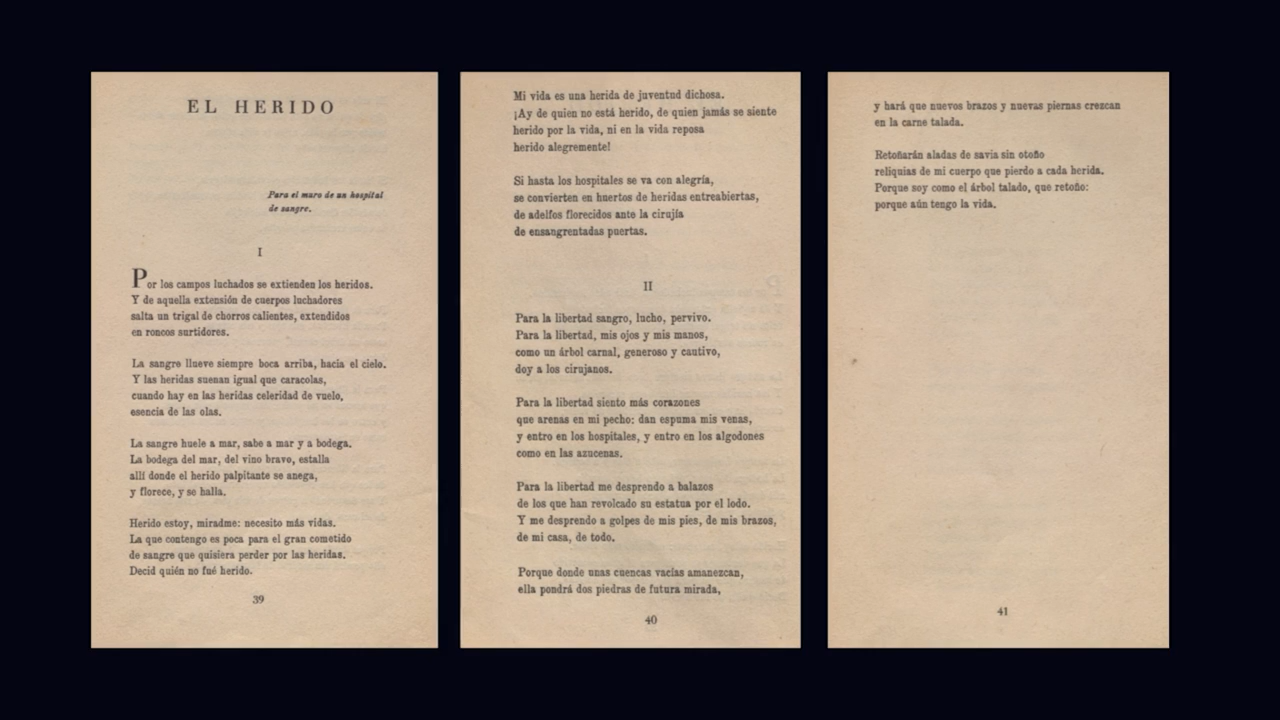 EL HERIDO
Para el muro de un hospital
de sangre.
I
Por los campos luchados se extienden los heridos.
Y de aquella extensión de cuerpos luchadores
salta un trigal de chorros calientes, extendidos
en roncos surtidores.
La sangre llueve siempre boca arriba, hacia el cielo.
Y las heridas suenan igual que caracolas,
cuando hay en las heridas celeridad de vuelo,
esencia de las olas.
La sangre huele a mar, sabe a mar y a bodega.
La bodega del mar, del vino bravo, estalla
allí donde el herido palpitante se anega,
y florece, y se halla.
Herido estoy, miradme: necesito más vidas.
La que contengo es poca para el gran cometido
de sangre que quisiera perder por las heridas.
Decid quién no fué herido.
39
Mi vida es una herida de juventud dichosa.
¡Ay de quien no está herido, de quien jamás se siente
herido por la vida, ni en la vida reposa
herido alegremente!
Si hasta los hospitales se va con alegría,
se convierten en huertos de heridas entreabiertas,
de adelfos florecidos ante la cirujía
de ensangrentadas puertas.
II
Para la libertad sangro, lucho, pervivo.
Para la libertad, mis ojos y mis manos,
como un árbol carnal, generoso y cautivo,
doy a los cirujanos.
Para la libertad siento más corazones
que arenas en mi pecho: dan espuma mis venas,
y entro en los hospitales, y entro en los algodones
como en las azucenas.
Para la libertad me desprendo a balazos
de los que han revolcado su estatua por el lodo.
Y me desprendo a golpes de mis pies, de mis brazos,
de mi casa, de todo.
Porque donde unas cuencas vacías amanezcan,
ella pondrá dos piedras de futura mirada,
40
y hará que nuevos brazos y nuevas piernas crezcan
en la carne talada.
Retoñarán aladas de savia sin otoño
reliquias de mi cuerpo que pierdo a cada herida.
Porque soy como el árbol talado, que retoño:
porque aún tengo la vida.
41